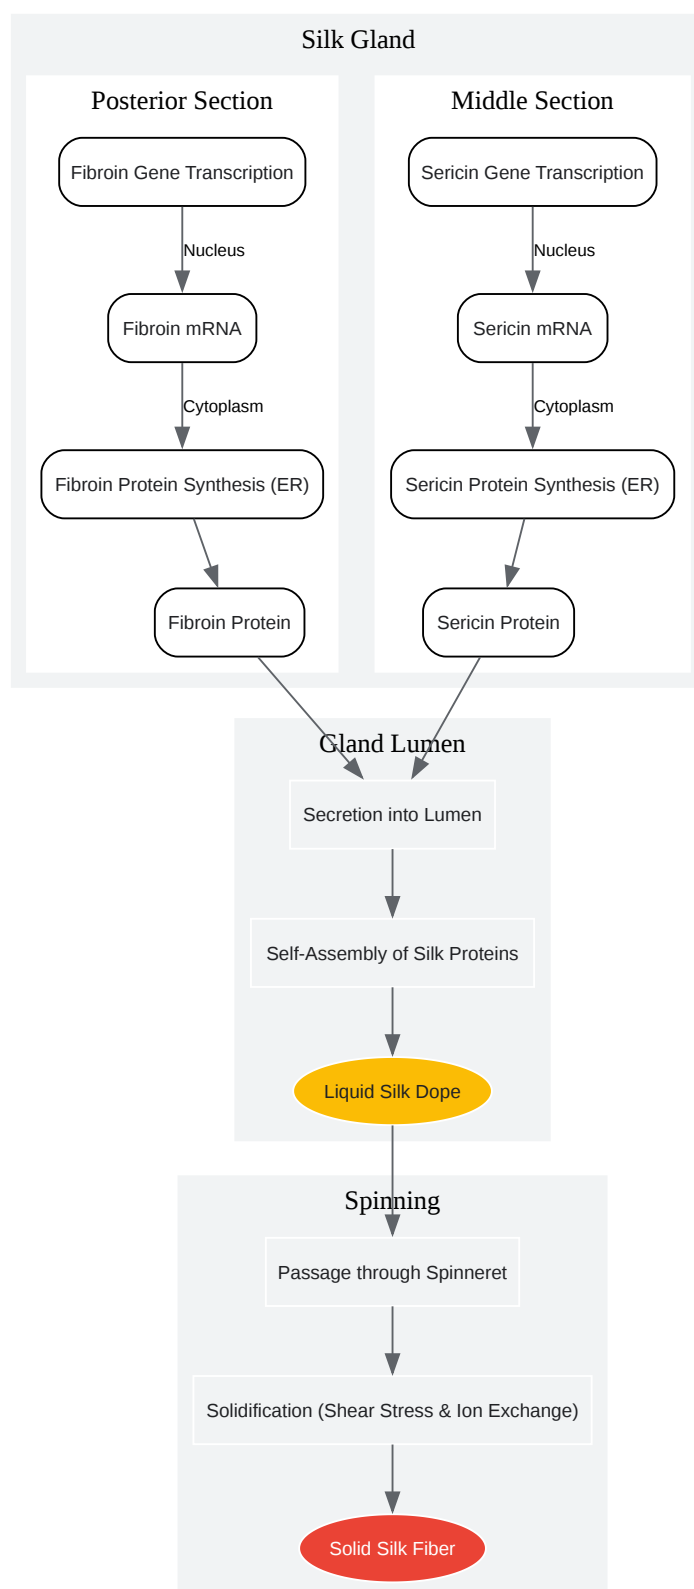 Silk Gland
Posterior Section
Fibroin Gene Transcription
Nucleus
Fibroin mRNA
Cytoplasm
Fibroin Protein Synthesis (ER)
Fibroin Protein
Middle Section
Sericin Gene Transcription
Nucleus
Sericin mRNA
Cytoplasm
Sericin Protein Synthesis (ER)
Sericin Protein
Gland Lumen
Secretion into Lumen
Self-Assembly of Silk Proteins
Liquid Silk Dope
Spinning
Passage through Spinneret
Solidification (Shear Stress & Ion Exchange)
Solid Silk Fiber